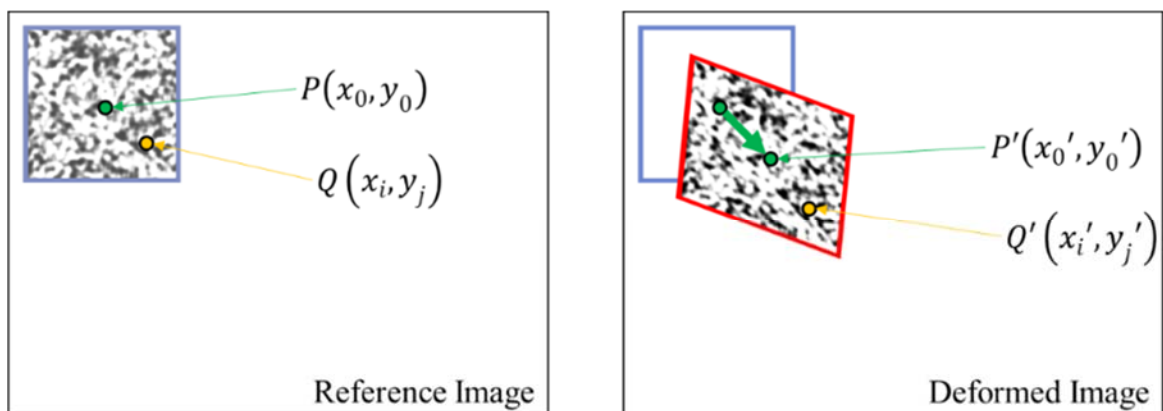 P(x₀, y₀)
Q (xᵢ, yⱼ)
Reference Image
P′(x₀′, y₀′)
Q′ (xᵢ′, yⱼ′)
Deformed Image